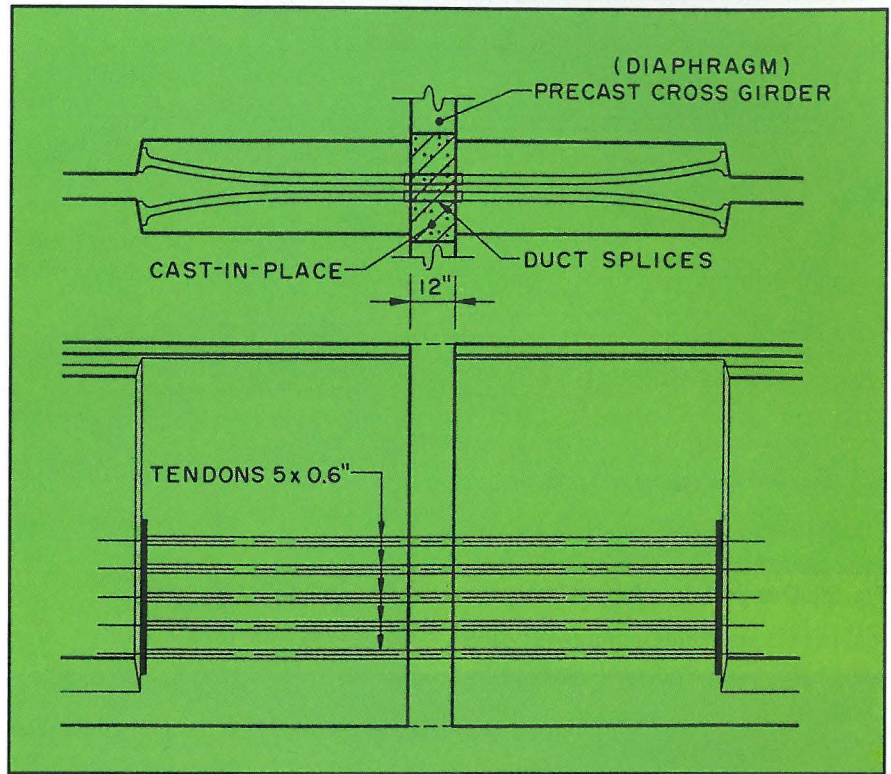 (DIAPHRAGM)
PRECAST CROSS GIRDER
CAST-IN-PLACE
DUCT SPLICES
12"
TENDONS 5 x 0.6"